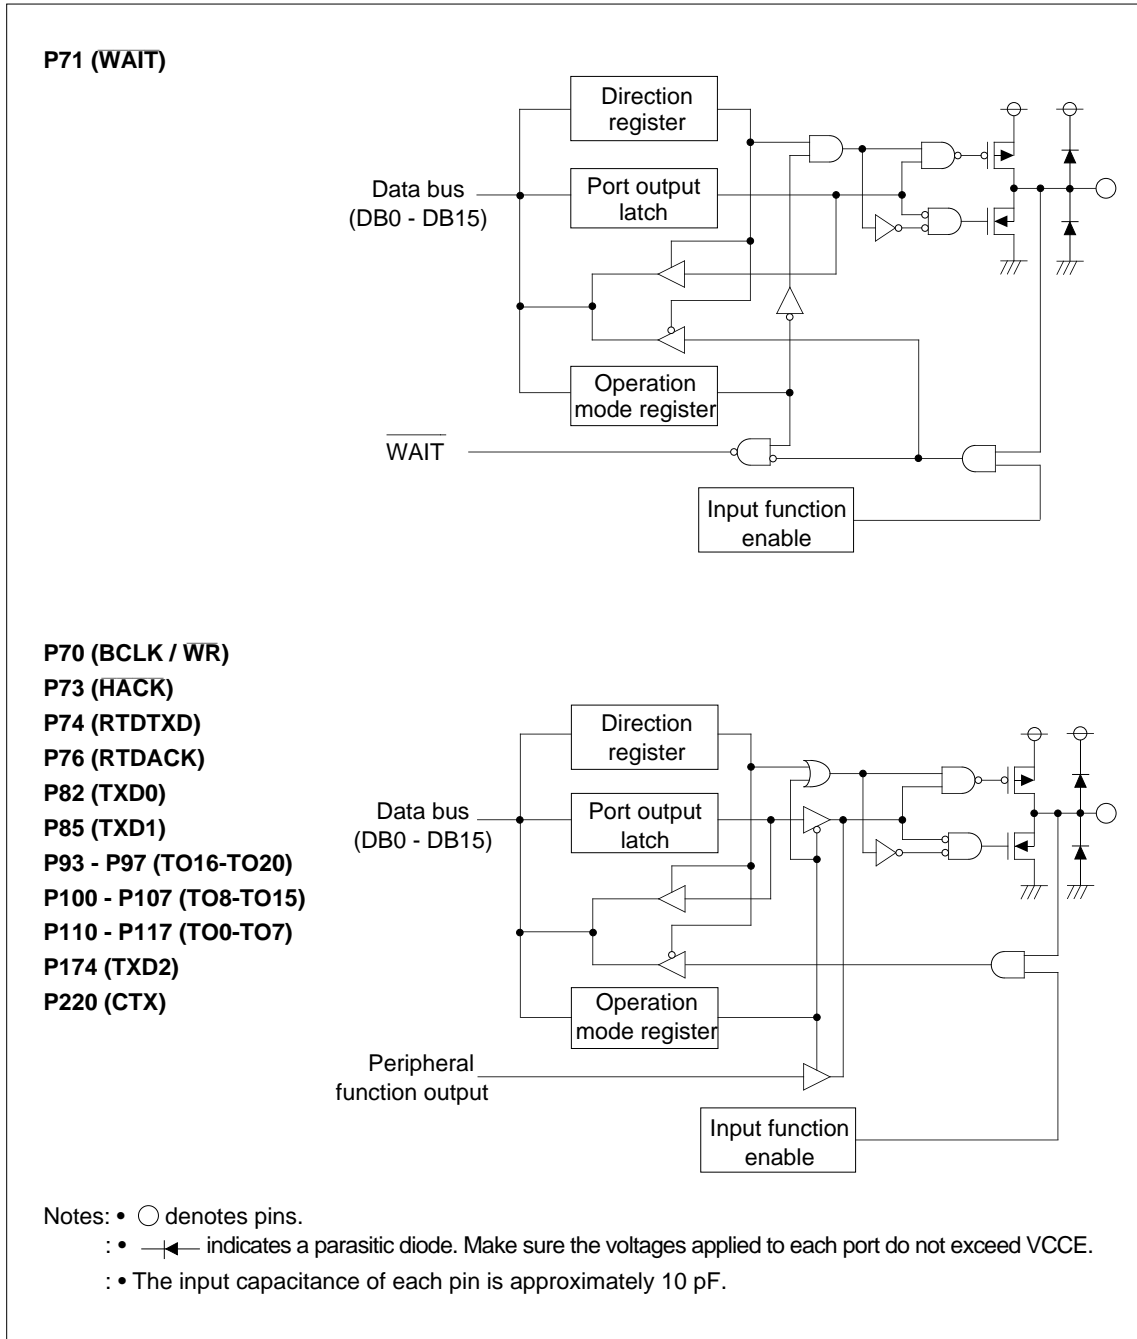 P71 (W̅A̅I̅T̅)
Direction
register
Data bus
(DB0 - DB15)
Port output
latch
Operation
mode register
W̅A̅I̅T̅
Input function
enable
P70 (BCLK / W̅R̅)
P73 (H̅A̅C̅K̅)
P74 (RTDTXD)
P76 (RTDACK)
P82 (TXD0)
P85 (TXD1)
P93 - P97 (TO16-TO20)
P100 - P107 (TO8-TO15)
P110 - P117 (TO0-TO7)
P174 (TXD2)
P220 (CTX)
Direction
register
Data bus
(DB0 - DB15)
Port output
latch
Operation
mode register
Peripheral
function output
Input function
enable
Notes: • ○ denotes pins.
: • indicates a parasitic diode. Make sure the voltages applied to each port do not exceed VCCE.
: • The input capacitance of each pin is approximately 10 pF.